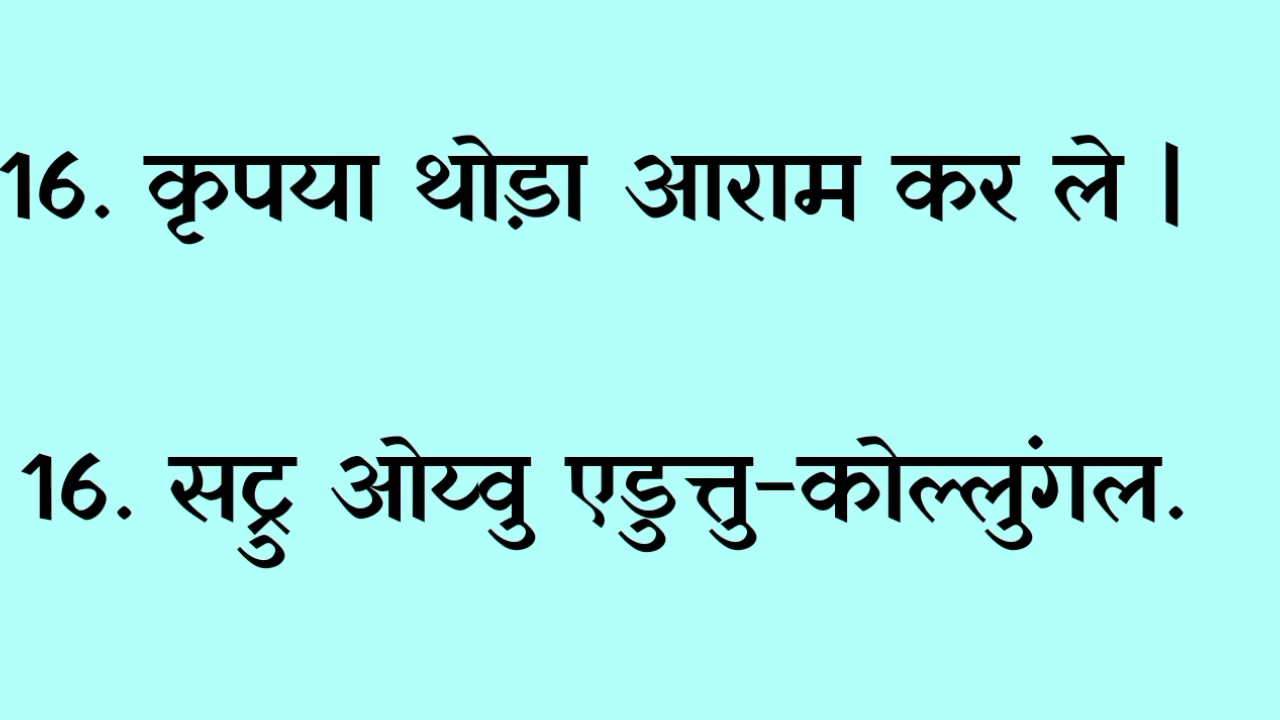 16. कृपया थोड़ा आराम कर ले |
16. सट्रु ओय्वु एडुत्तु-कोल्लुंगल.